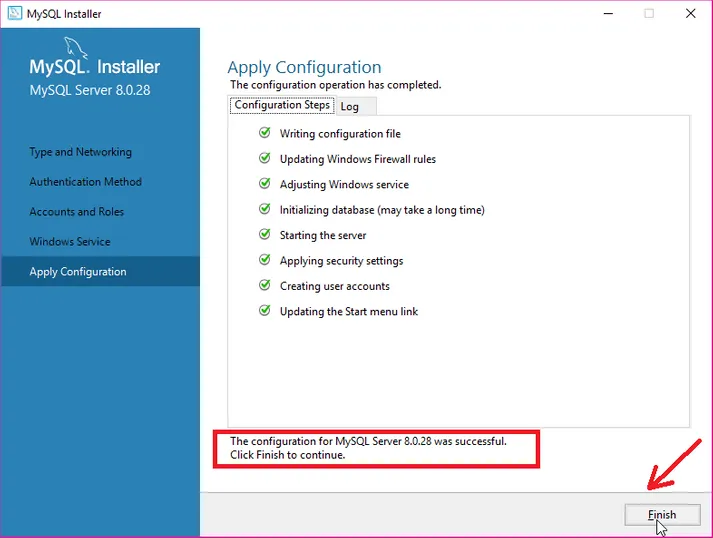 MySQL Installer
MySQL. Installer
MySQL Server 8.0.28
Type and Networking
Authentication Method
Accounts and Roles
Windows Service
Apply Configuration
Apply Configuration
The configuration operation has completed.
Configuration Steps Log
Writing configuration file
Updating Windows Firewall rules
Adjusting Windows service
Initializing database (may take a long time)
Starting the server
Applying security settings
Creating user accounts
Updating the Start menu link
The configuration for MySQL Server 8.0.28 was successful.
Click Finish to continue.
Finish